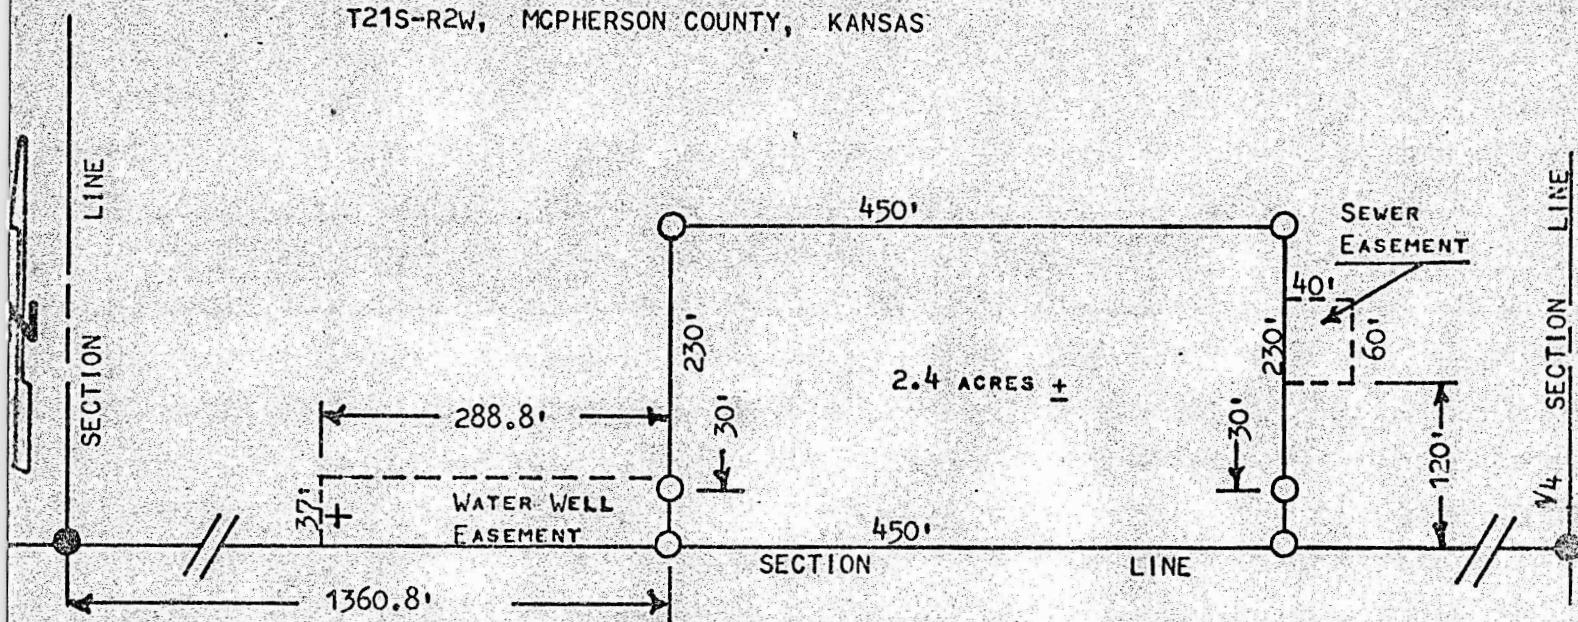 T21S-R2W, MCPHERSON COUNTY, KANSAS
SECTION LINE
450'
SEWER
EASEMENT
40'
60'
230'
230'
2.4 ACRES ±
288.8'
30'
30'
120'
37'
WATER WELL
EASEMENT
450'
SECTION LINE
1/4 SECTION LINE
1360.8'